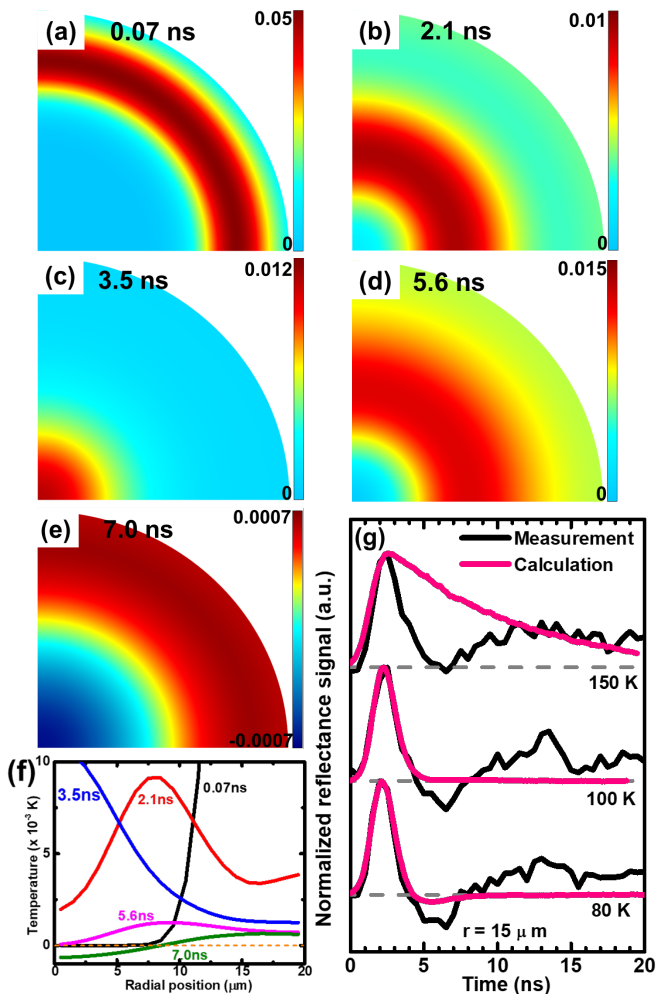 (a) 0.07 ns 0.05
0
(b) 2.1 ns 0.01
0
(c) 3.5 ns 0.012
0
(d) 5.6 ns 0.015
0
(e) 7.0 ns 0.0007
-0.0007
(f)
10
5
0
Temperature (x 10⁻³ K)
3.5ns
2.1ns
0.07ns
5.6ns
7.0ns
0 5 10 15 20
Radial position (μm)
(g)
Measurement
Calculation
Normalized reflectance signal (a.u.)
150 K
100 K
80 K
r = 15 μ m
0 5 10 15 20
Time (ns)